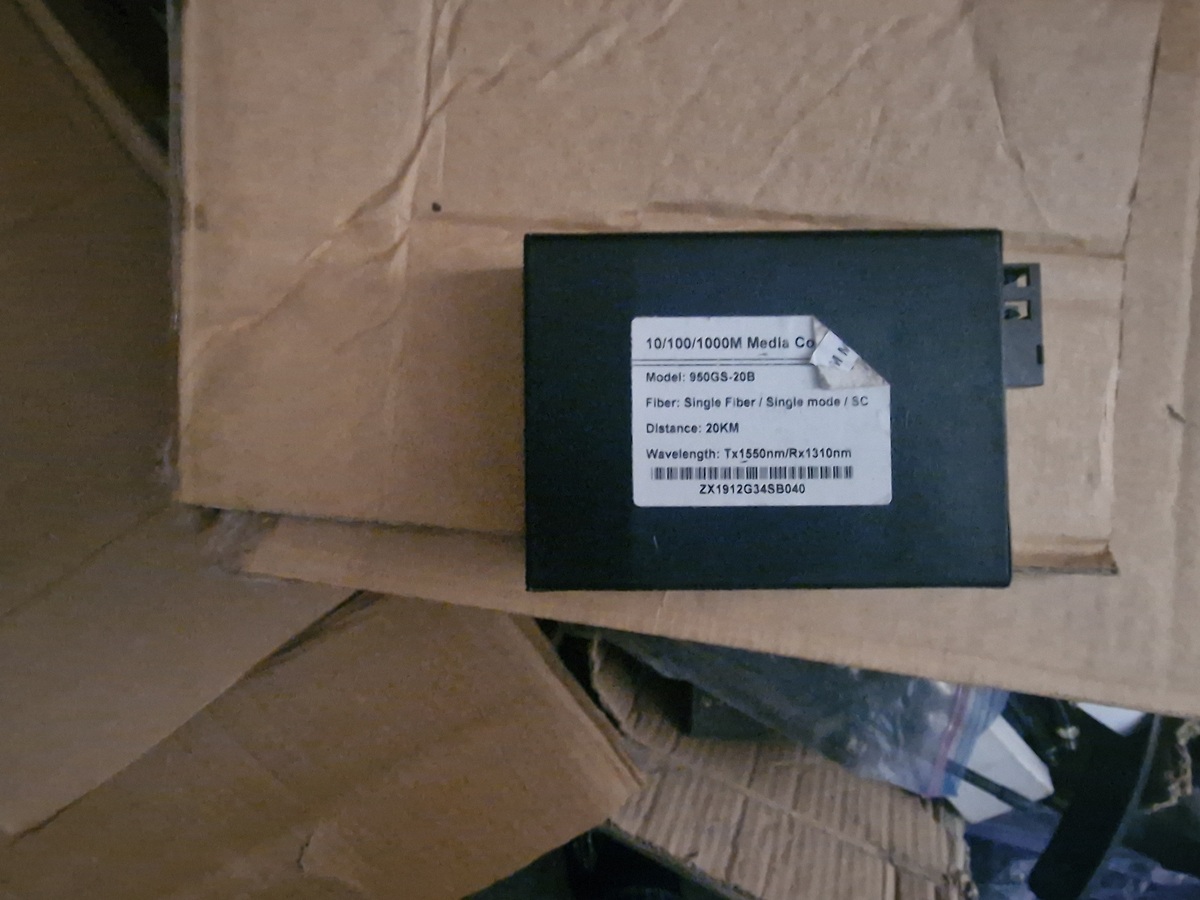 10/100/1000M Media Co
Model: 950GS-20B
Fiber: Single Fiber / Single mode / SC
Distance: 20KM
Wavelength: Tx1550nm/Rx1310nm
ZX1912G34SB040